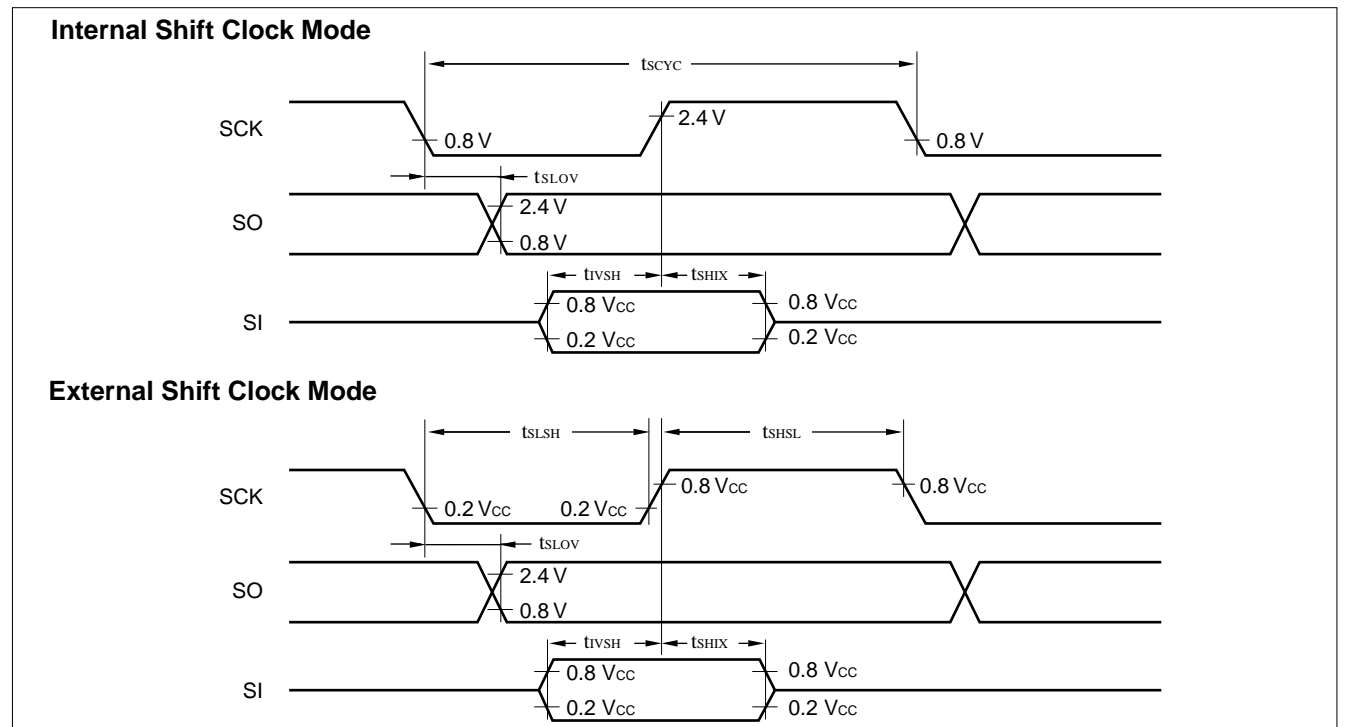 Internal Shift Clock Mode
tSCYC
SCK
0.8 V
2.4 V
0.8 V
tSLOV
SO
2.4 V
0.8 V
tIVSH
tSHIX
SI
0.8 VCC
0.8 VCC
0.2 VCC
0.2 VCC
External Shift Clock Mode
tSLSH
tSHSL
SCK
0.2 VCC
0.2 VCC
0.8 VCC
0.8 VCC
tSLOV
SO
2.4 V
0.8 V
tIVSH
tSHIX
SI
0.8 VCC
0.8 VCC
0.2 VCC
0.2 VCC